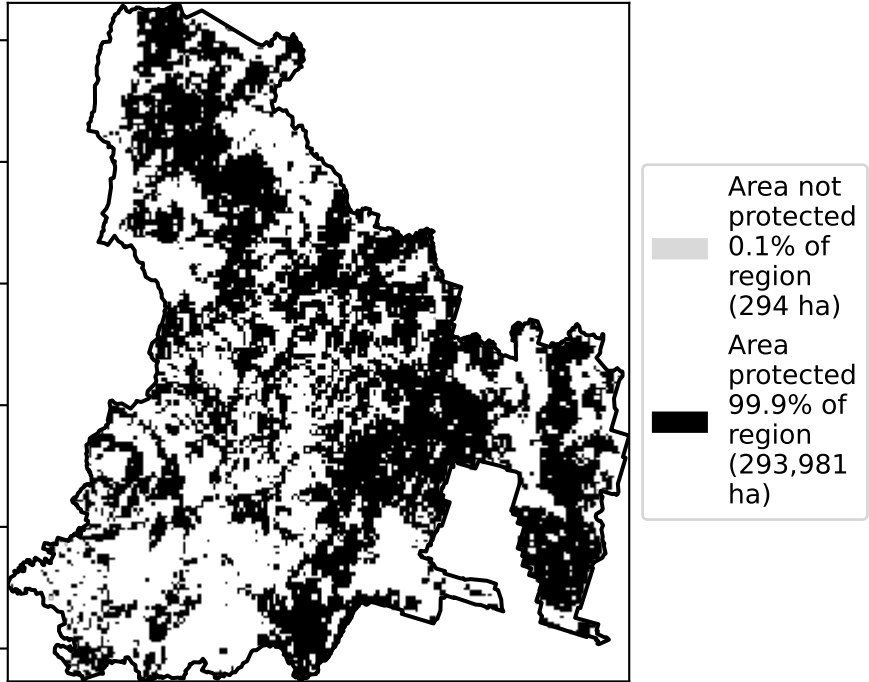 Area not
protected
0.1% of
region
(294 ha)
Area
protected
99.9% of
region
(293,981
ha)